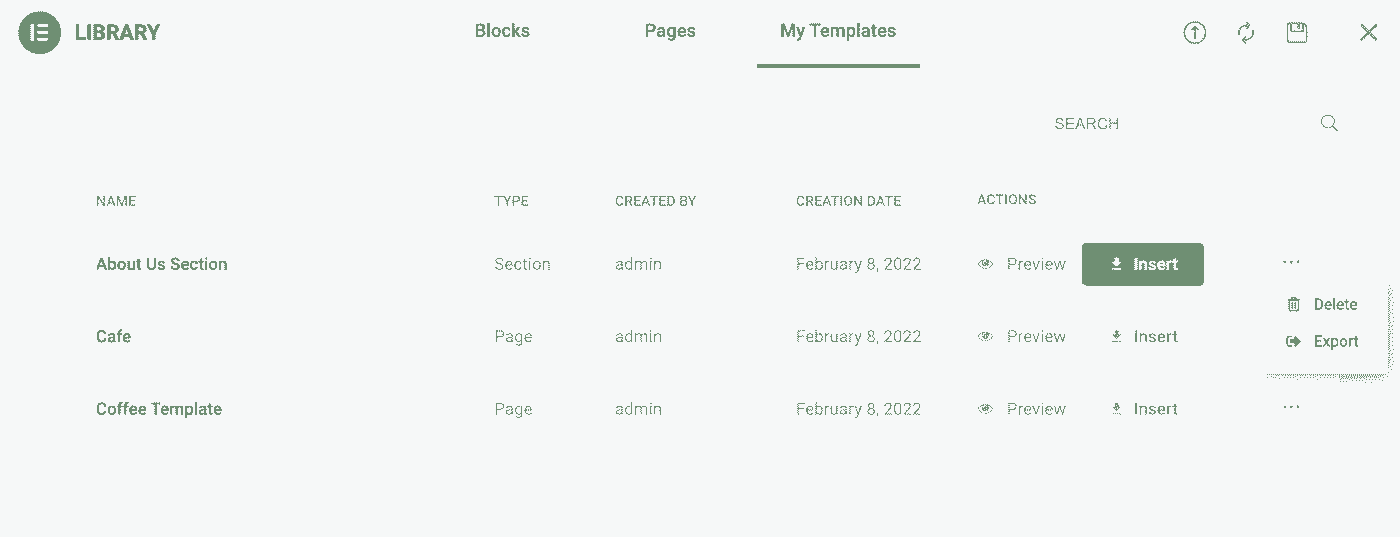 LIBRARY Blocks Pages My Templates
SEARCH
NAME TYPE CREATED BY CREATION DATE ACTIONS
About Us Section Section admin February 8, 2022 Preview Insert ...
Delete
Cafe Page admin February 8, 2022 Preview Insert
Export
Coffee Template Page admin February 8, 2022 Preview Insert ...